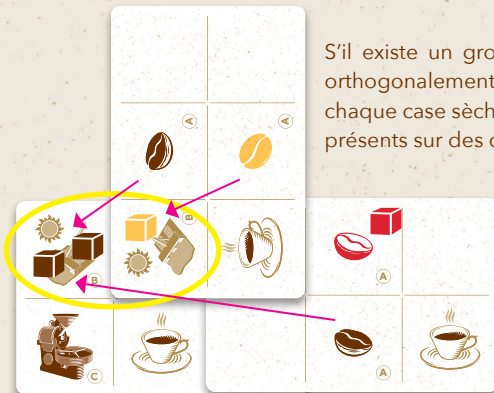 S'il existe un gro
orthogonalement
chaque case sèch
présents sur des
A
A
B
B
A
C
A